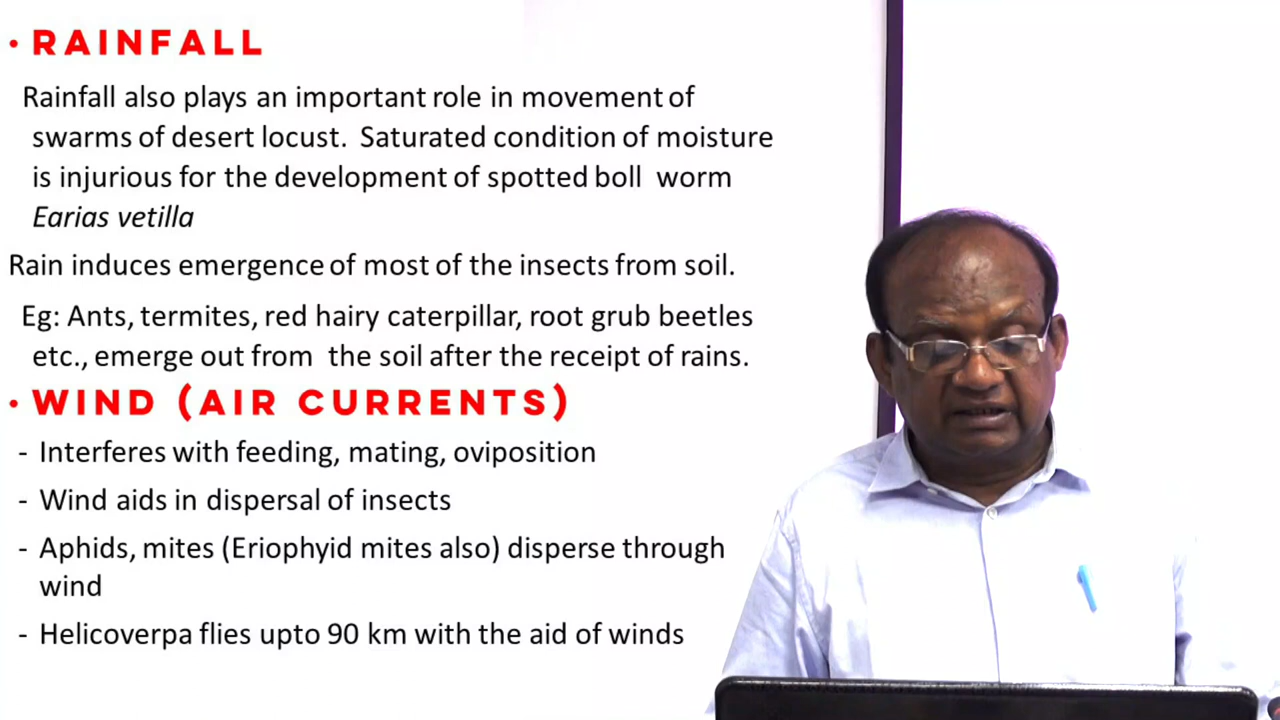 • RAINFALL
Rainfall also plays an important role in movement of
swarms of desert locust. Saturated condition of moisture
is injurious for the development of spotted boll worm
Earias vetilla
Rain induces emergence of most of the insects from soil.
Eg: Ants, termites, red hairy caterpillar, root grub beetles
etc., emerge out from the soil after the receipt of rains.
• WIND (AIR CURRENTS)
- Interferes with feeding, mating, oviposition
- Wind aids in dispersal of insects
- Aphids, mites (Eriophyid mites also) disperse through
wind
- Helicoverpa flies upto 90 km with the aid of winds